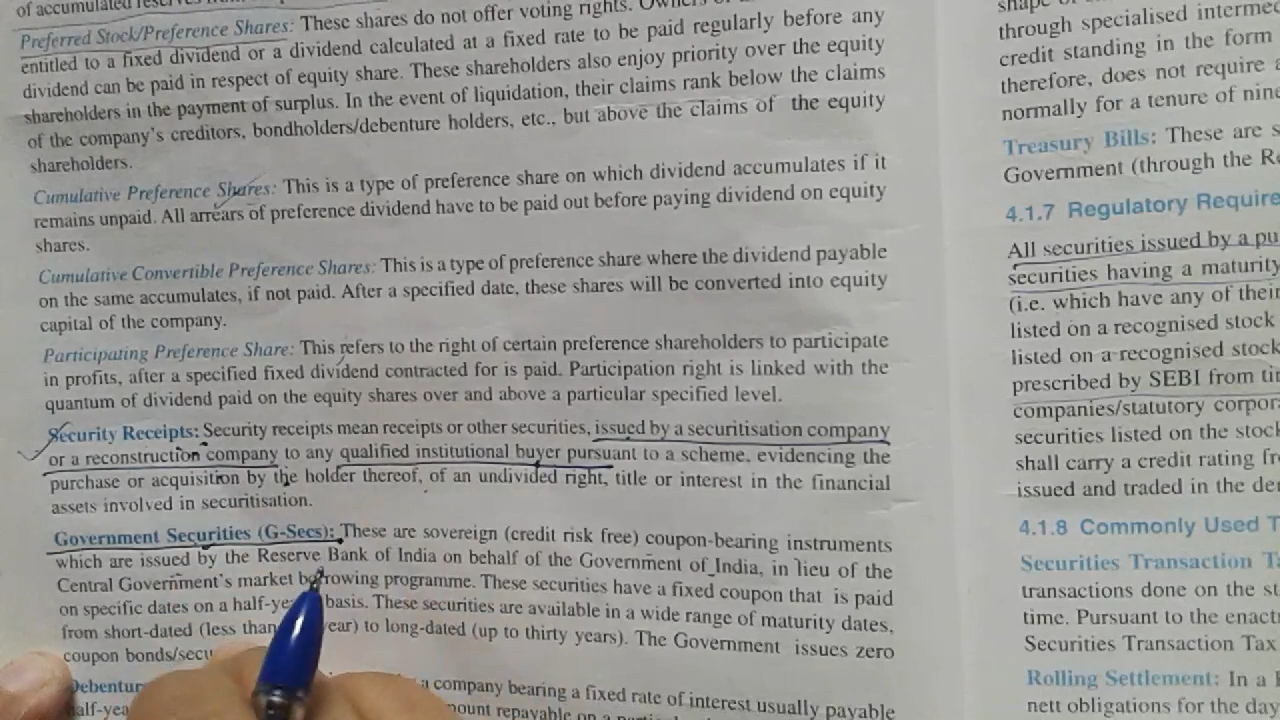 of accumulated
Preferred Stock/Preference Shares: These shares do not offer voting rights.
entitled to a fixed dividend or a dividend calculated at a fixed rate to be paid regularly before any
dividend can be paid in respect of equity share. These shareholders also enjoy priority over the equity
shareholders in the payment of surplus. In the event of liquidation, their claims rank below the claims
of the company's creditors, bondholders/debenture holders, etc., but above the claims of the equity
shareholders.
Cumulative Preference Shares: This is a type of preference share on which dividend accumulates if it
remains unpaid. All arrears of preference dividend have to be paid out before paying dividend on equity
shares.
Cumulative Convertible Preference Shares: This is a type of preference share where the dividend payable
on the same accumulates, if not paid. After a specified date, these shares will be converted into equity
capital of the company.
Participating Preference Share: This refers to the right of certain preference shareholders to participate
in profits, after a specified fixed dividend contracted for is paid. Participation right is linked with the
quantum of dividend paid on the equity shares over and above a particular specified level.
Security Receipts: Security receipts mean receipts or other securities, issued by a securitisation company
or a reconstruction company to any qualified institutional buyer pursuant to a scheme, evidencing the
purchase or acquisition by the holder thereof, of an undivided right, title or interest in the financial
assets involved in securitisation.
Government Securities (G-Secs): These are sovereign (credit risk free) coupon-bearing instruments
which are issued by the Reserve Bank of India on behalf of the Government of India, in lieu of the
Central Government's market borrowing programme. These securities have a fixed coupon that is paid
on specific dates on a half-ye basis. These securities are available in a wide range of maturity dates,
from short-dated (less than year) to long-dated (up to thirty years). The Government issues zero
coupon bonds/secu
Debentur a company bearing a fixed rate of interest usually payable
half-yea mount repayable on a
shape
through specialised intermed
credit standing in the form
therefore, does not require a
normally for a tenure of nine
Treasury Bills: These are s
Government (through the Re
4.1.7 Regulatory Require
All securities issued by a pu
securities having a maturity
(i.e. which have any of their
listed on a recognised stock
listed on a recognised stock
prescribed by SEBI from tim
companies/statutory corpor
securities listed on the stock
shall carry a credit rating fr
issued and traded in the de
4.1.8 Commonly Used T
Securities Transaction Ta
transactions done on the st
time. Pursuant to the enact
Securities Transaction Tax
Rolling Settlement: In a
nett obligations for the day